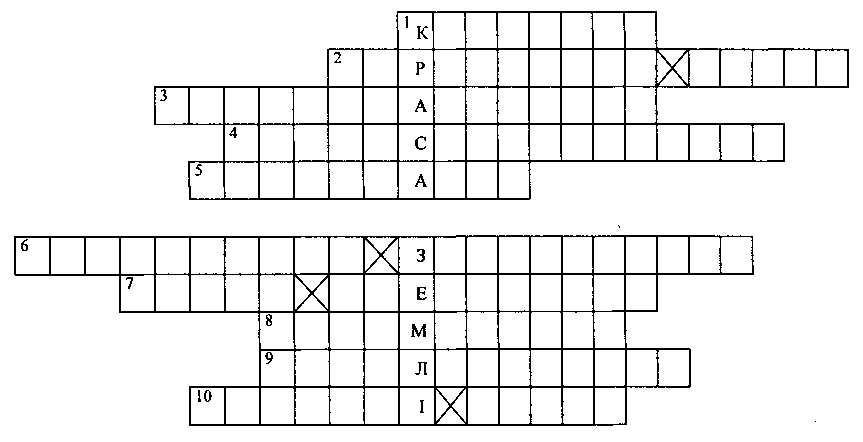 1 К
2 Р
3 А
4 С
5 А
6 З
7 Е
8 М
9 Л
10 І